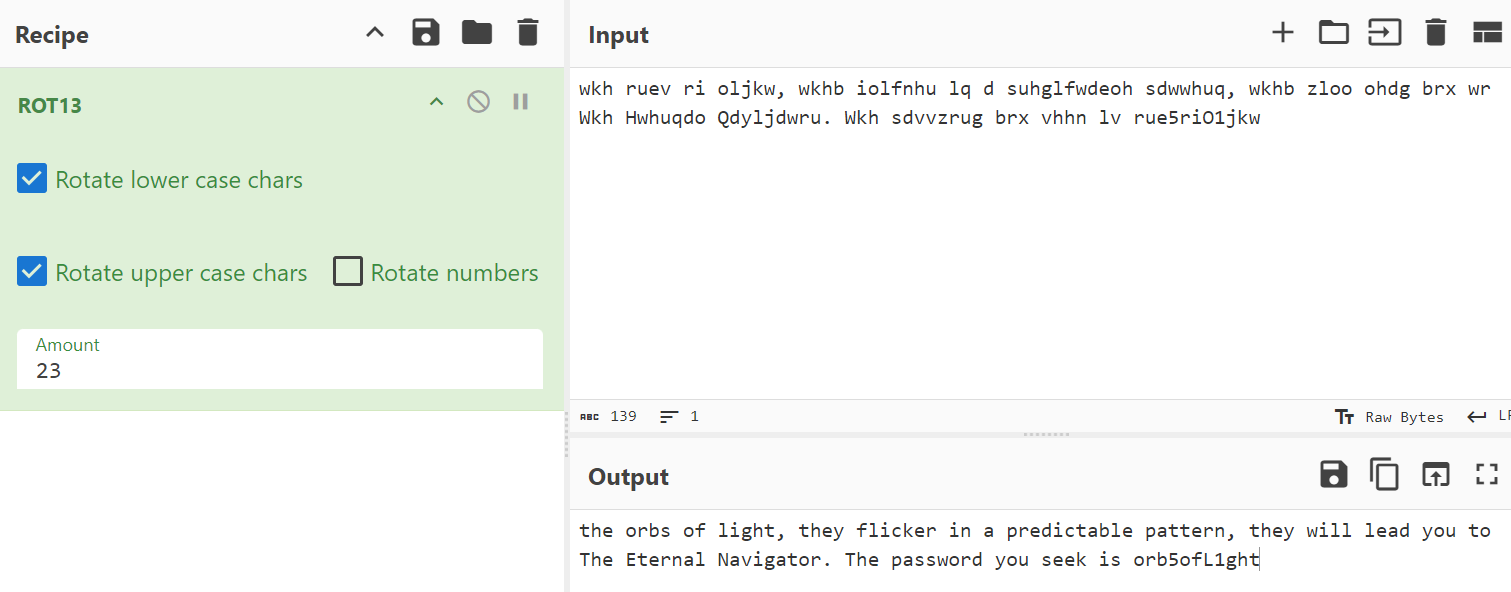 Recipe
ROT13
Rotate lower case chars
Rotate upper case chars Rotate numbers
Amount
23
Input
wkh ruev ri oljkw, wkhb iolfnhu lq d suhglfwdeoh sdwwhuq, wkhb zloo ohdg brx wr
Wkh Hwhuqdo Qdyljdwru. Wkh sdvvzrug brx vhhn lv rue5riO1jkw
ABC 139 1
Raw Bytes
Output
the orbs of light, they flicker in a predictable pattern, they will lead you to
The Eternal Navigator. The password you seek is orb5ofL1ght